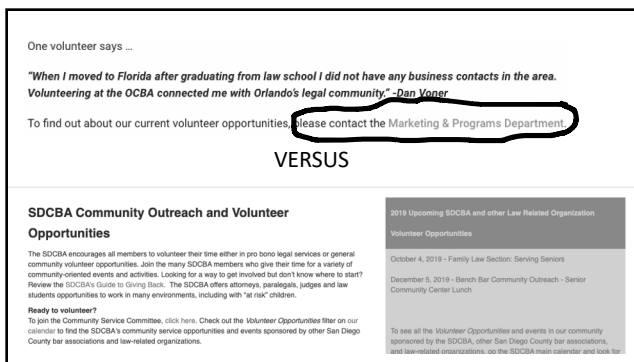 One volunteer says ...
"When I moved to Florida after graduating from law school I did not have any business contacts in the area.
Volunteering at the OCBA connected me with Orlando's legal community." -Dan Voner
To find out about our current volunteer opportunities, please contact the Marketing & Programs Department.
VERSUS
SDCBA Community Outreach and Volunteer
Opportunities
The SDCBA encourages all members to volunteer their time either in pro bono legal services or general
community volunteer opportunities. Join the many SDCBA members who give their time for a variety of
community-oriented events and activities. Looking for a way to get involved but don't know where to start?
Review the SDCBA's Guide to Giving Back. The SDCBA offers attorneys, paralegals, judges and law
students opportunities to work in many environments, including with "at risk" children.
Ready to volunteer?
To join the Community Service Committee, click here. Check out the Volunteer Opportunities filter on our
calendar to find the SDCBA's community service opportunities and events sponsored by other San Diego
County bar associations and law-related organizations.
2019 Upcoming SDCBA and other Law Related Organization
Volunteer Opportunities
October 4, 2019 - Family Law Section: Serving Seniors
December 5, 2019 - Bench Bar Community Outreach - Senior
Community Center Lunch
To see all the Volunteer Opportunities and events in our community
sponsored by the SDCBA, other San Diego County bar associations,
and law-related organizations, go the SDCBA main calendar and look for